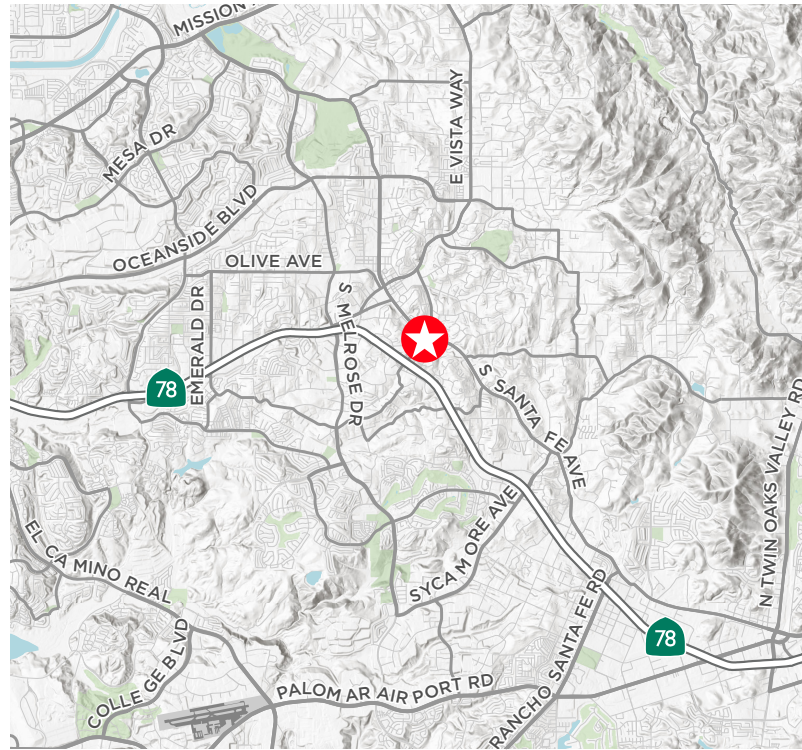 MISSION
E VISTA WAY
MESA DR
OCEANSIDE BLVD
OLIVE AVE
EMERALD DR
S MELROSE DR
78
S SANTA FE AVE
N TWIN OAKS VALLEY RD
SYCAMORE AVE
EL CAMINO REAL
RANCHO SANTA FE RD
78
COLLEGE BLVD
PALOMAR AIRPORT RD